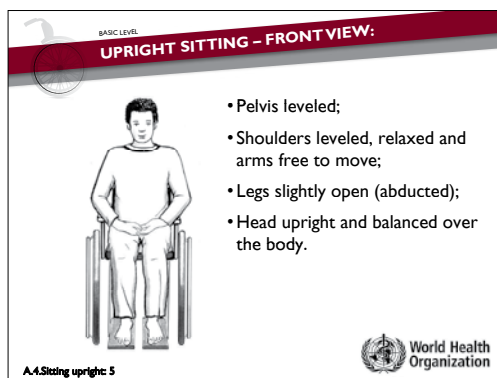 BASIC LEVEL
UPRIGHT SITTING – FRONT VIEW:
• Pelvis leveled;
• Shoulders leveled, relaxed and
arms free to move;
• Legs slightly open (abducted);
• Head upright and balanced over
the body.
World Health
Organization
A.4.Sitting upright: 5